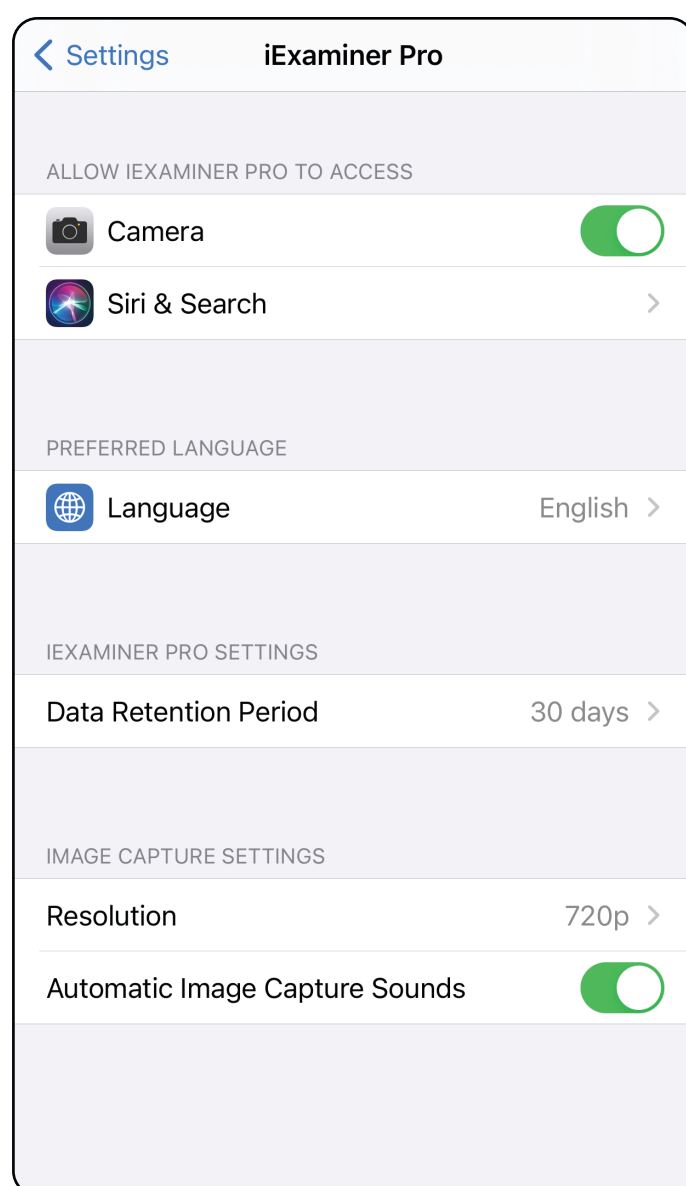 Settings iExaminer Pro
ALLOW IEXAMINER PRO TO ACCESS
Camera
Siri & Search
PREFERRED LANGUAGE
Language English
IEXAMINER PRO SETTINGS
Data Retention Period 30 days
IMAGE CAPTURE SETTINGS
Resolution 720p
Automatic Image Capture Sounds